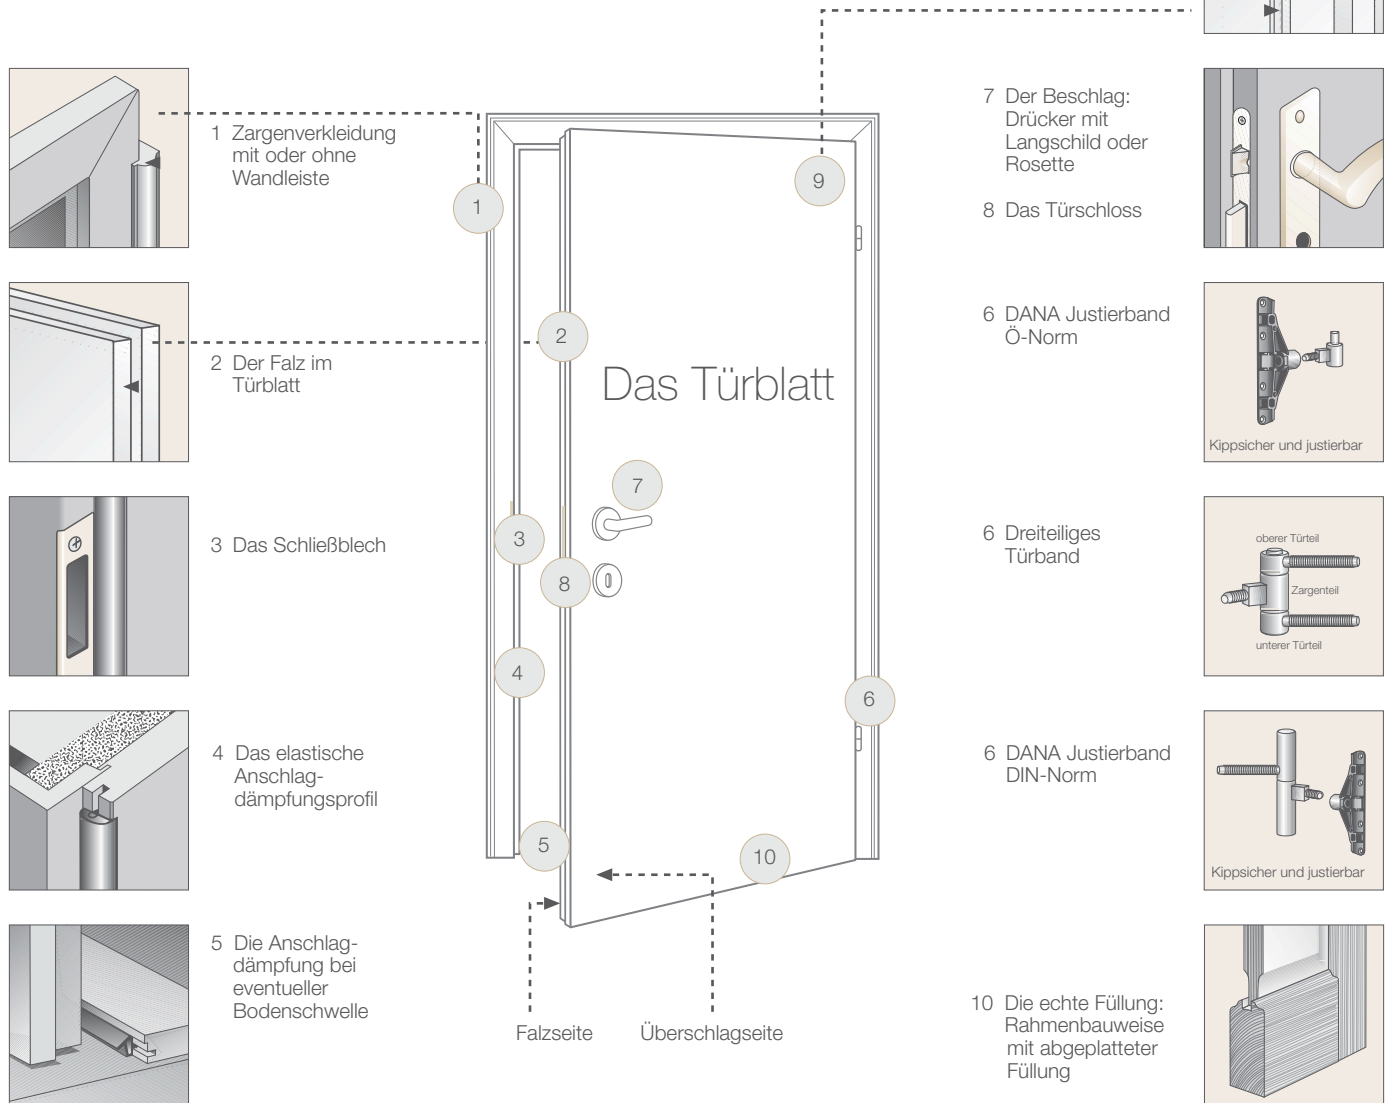 1 Zargenverkleidung
mit oder ohne
Wandleiste
2 Der Falz im
Türblatt
3 Das Schließblech
4 Das elastische
Anschlag-
dämpfungsprofil
5 Die Anschlag-
dämpfung bei
eventueller
Bodenschwelle
1
2
3
4
5
6
7
8
9
10
Das Türblatt
Falzseite
Überschlagseite
7 Der Beschlag:
Drücker mit
Langschild oder
Rosette
8 Das Türschloss
6 DANA Justierband
Ö-Norm
Kippsicher und justierbar
6 Dreiteiliges
Türband
oberer Türteil
Zargenteil
unterer Türteil
6 DANA Justierband
DIN-Norm
Kippsicher und justierbar
10 Die echte Füllung:
Rahmenbauweise
mit abgeplatteter
Füllung